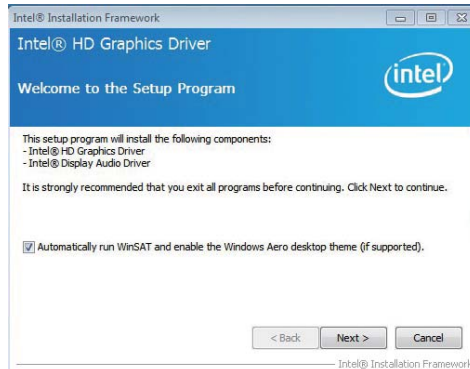 Intel® Installation Framework
Intel® HD Graphics Driver
Welcome to the Setup Program
intel
This setup program will install the following components:
- Intel® HD Graphics Driver
- Intel® Display Audio Driver
It is strongly recommended that you exit all programs before continuing. Click Next to continue.
Automatically run WinSAT and enable the Windows Aero desktop theme (if supported).
< Back Next > Cancel
Intel® Installation Framework